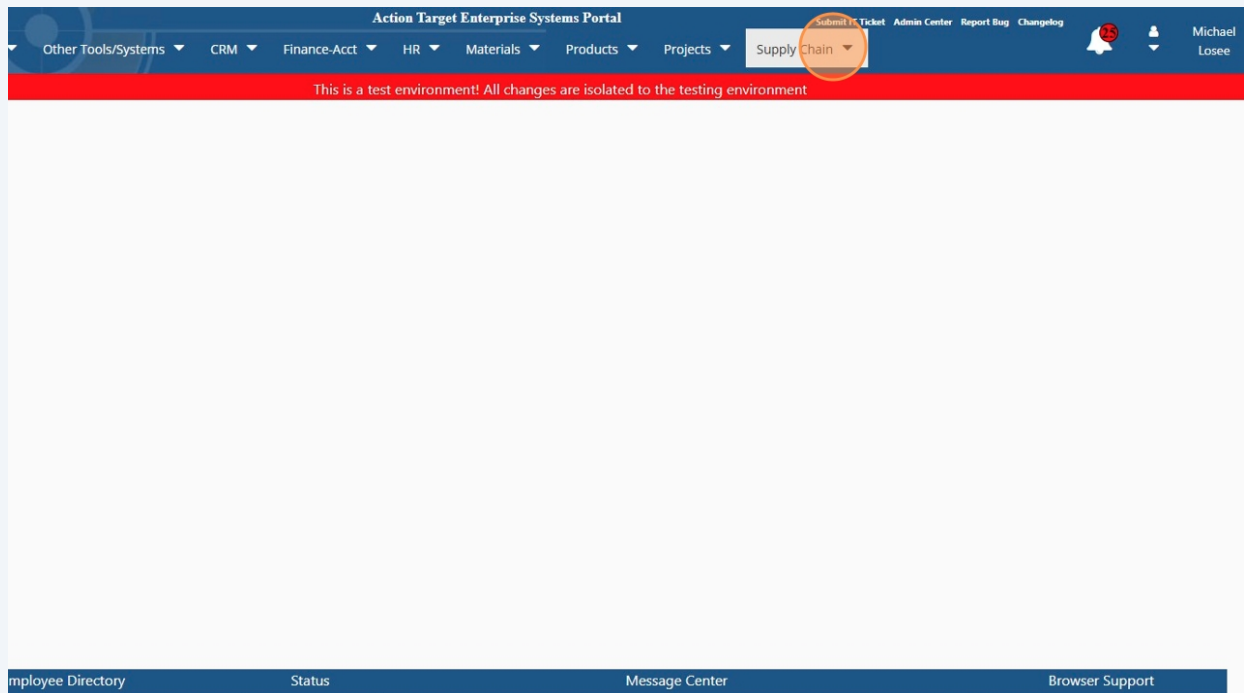 Action Target Enterprise Systems Portal
Submit IT Ticket Admin Center Report Bug Changelog
Other Tools/Systems CRM Finance-Acct HR Materials Products Projects Supply Chain
25
Michael
Losee
This is a test environment! All changes are isolated to the testing environment
mployee Directory Status Message Center Browser Support